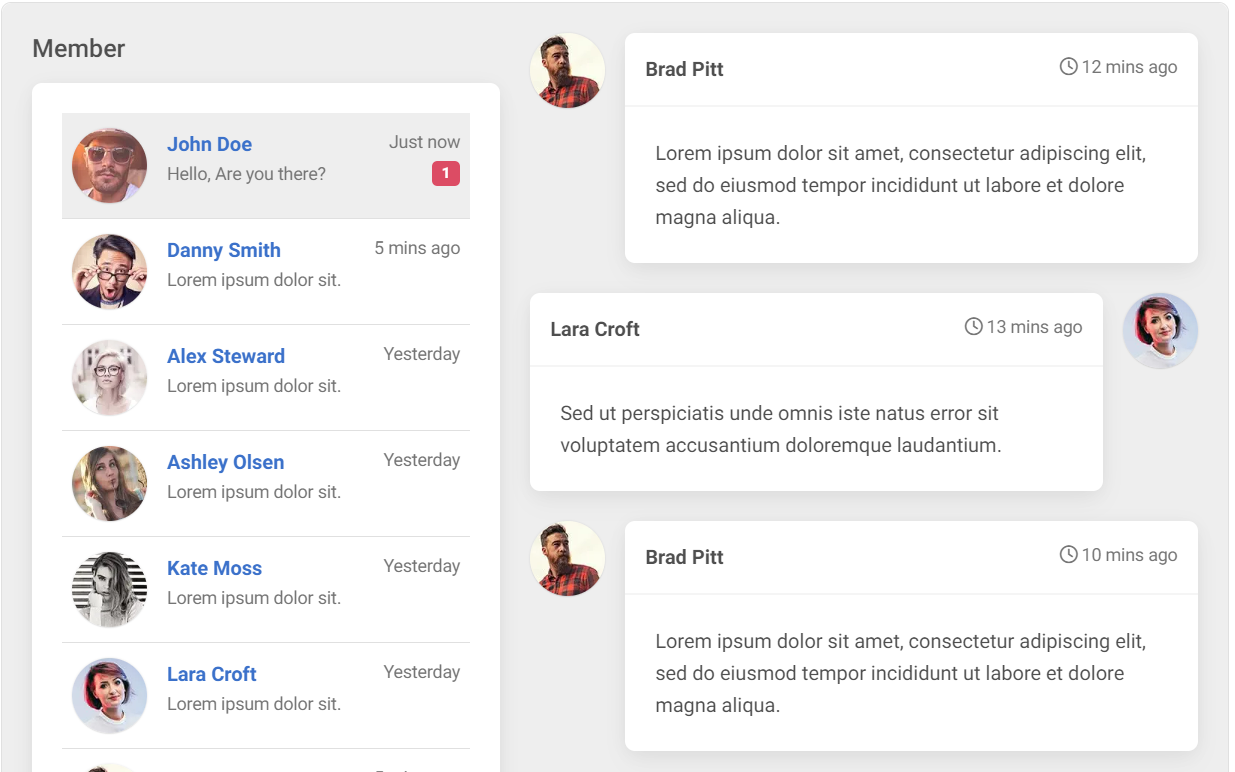 Member
John Doe
Just now
Hello, Are you there?
1
Danny Smith
5 mins ago
Lorem ipsum dolor sit.
Alex Steward
Yesterday
Lorem ipsum dolor sit.
Ashley Olsen
Yesterday
Lorem ipsum dolor sit.
Kate Moss
Yesterday
Lorem ipsum dolor sit.
Lara Croft
Yesterday
Lorem ipsum dolor sit.
Brad Pitt
12 mins ago
Lorem ipsum dolor sit amet, consectetur adipiscing elit,
sed do eiusmod tempor incididunt ut labore et dolore
magna aliqua.
Lara Croft
13 mins ago
Sed ut perspiciatis unde omnis iste natus error sit
voluptatem accusantium doloremque laudantium.
Brad Pitt
10 mins ago
Lorem ipsum dolor sit amet, consectetur adipiscing elit,
sed do eiusmod tempor incididunt ut labore et dolore
magna aliqua.